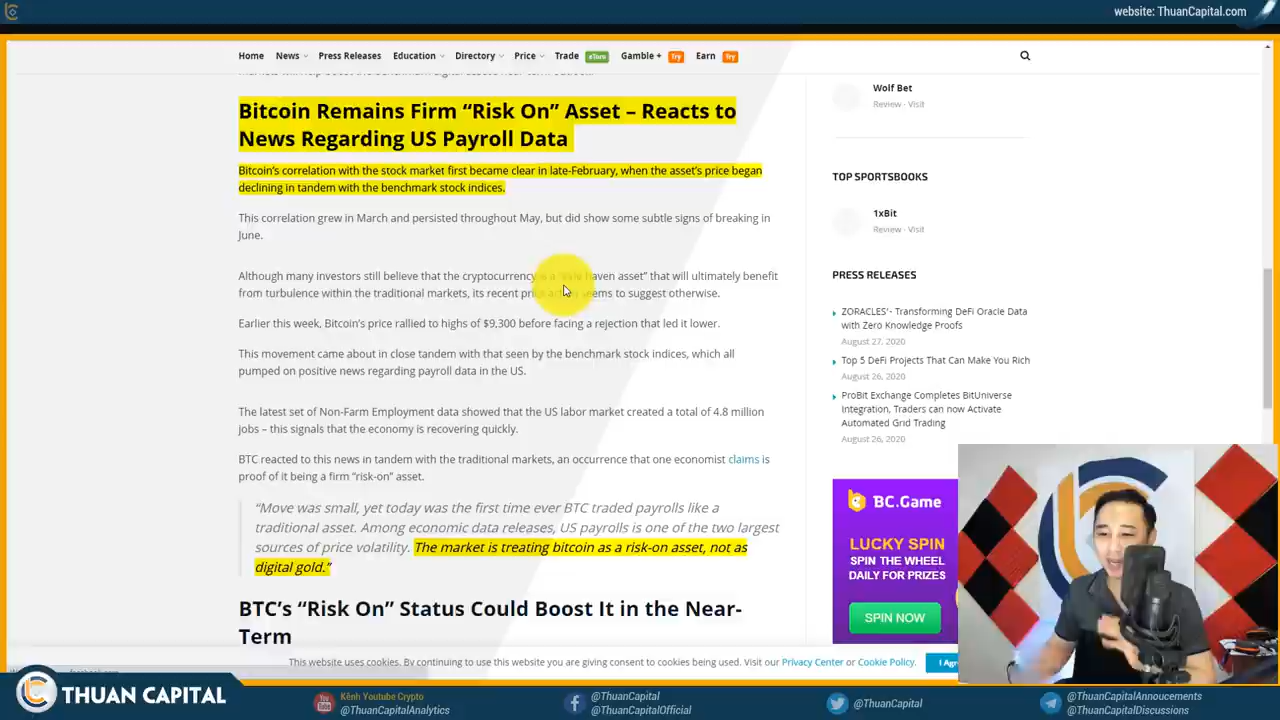 website: ThuanCapital.com
Home News Press Releases Education Directory Price Trade eToro Gamble + Try Earn Try
Bitcoin Remains Firm “Risk On” Asset – Reacts to
News Regarding US Payroll Data
Bitcoin’s correlation with the stock market first became clear in late-February, when the asset’s price began
declining in tandem with the benchmark stock indices.
This correlation grew in March and persisted throughout May, but did show some subtle signs of breaking in
June.
Although many investors still believe that the cryptocurrency is a “safe haven asset” that will ultimately benefit
from turbulence within the traditional markets, its recent price action seems to suggest otherwise.
Earlier this week, Bitcoin’s price rallied to highs of $9,300 before facing a rejection that led it lower.
This movement came about in close tandem with that seen by the benchmark stock indices, which all
pumped on positive news regarding payroll data in the US.
The latest set of Non-Farm Employment data showed that the US labor market created a total of 4.8 million
jobs – this signals that the economy is recovering quickly.
BTC reacted to this news in tandem with the traditional markets, an occurrence that one economist claims is
proof of it being a firm “risk-on” asset.
“Move was small, yet today was the first time ever BTC traded payrolls like a
traditional asset. Among economic data releases, US payrolls is one of the two largest
sources of price volatility. The market is treating bitcoin as a risk-on asset, not as
digital gold.”
BTC’s “Risk On” Status Could Boost It in the Near-
Term
Wolf Bet
Review · Visit
TOP SPORTSBOOKS
1xBit
Review · Visit
PRESS RELEASES
ZORACLES'- Transforming DeFi Oracle Data
with Zero Knowledge Proofs
August 27, 2020
Top 5 DeFi Projects That Can Make You Rich
August 26, 2020
ProBit Exchange Completes BitUniverse
Integration, Traders can now Activate
Automated Grid Trading
August 26, 2020
BC.Game
LUCKY SPIN
SPIN THE WHEEL
DAILY FOR PRIZES
SPIN NOW
This website uses cookies. By continuing to use this website you are giving consent to cookies being used. Visit our Privacy Center or Cookie Policy.
I Agr
THUAN CAPITAL
Kênh Youtube Crypto
@ThuanCapitalAnalytics
@ThuanCapital
@ThuanCapitalOfficial
@ThuanCapital
@ThuanCapitalAnnoucements
@ThuanCapitalDiscussions